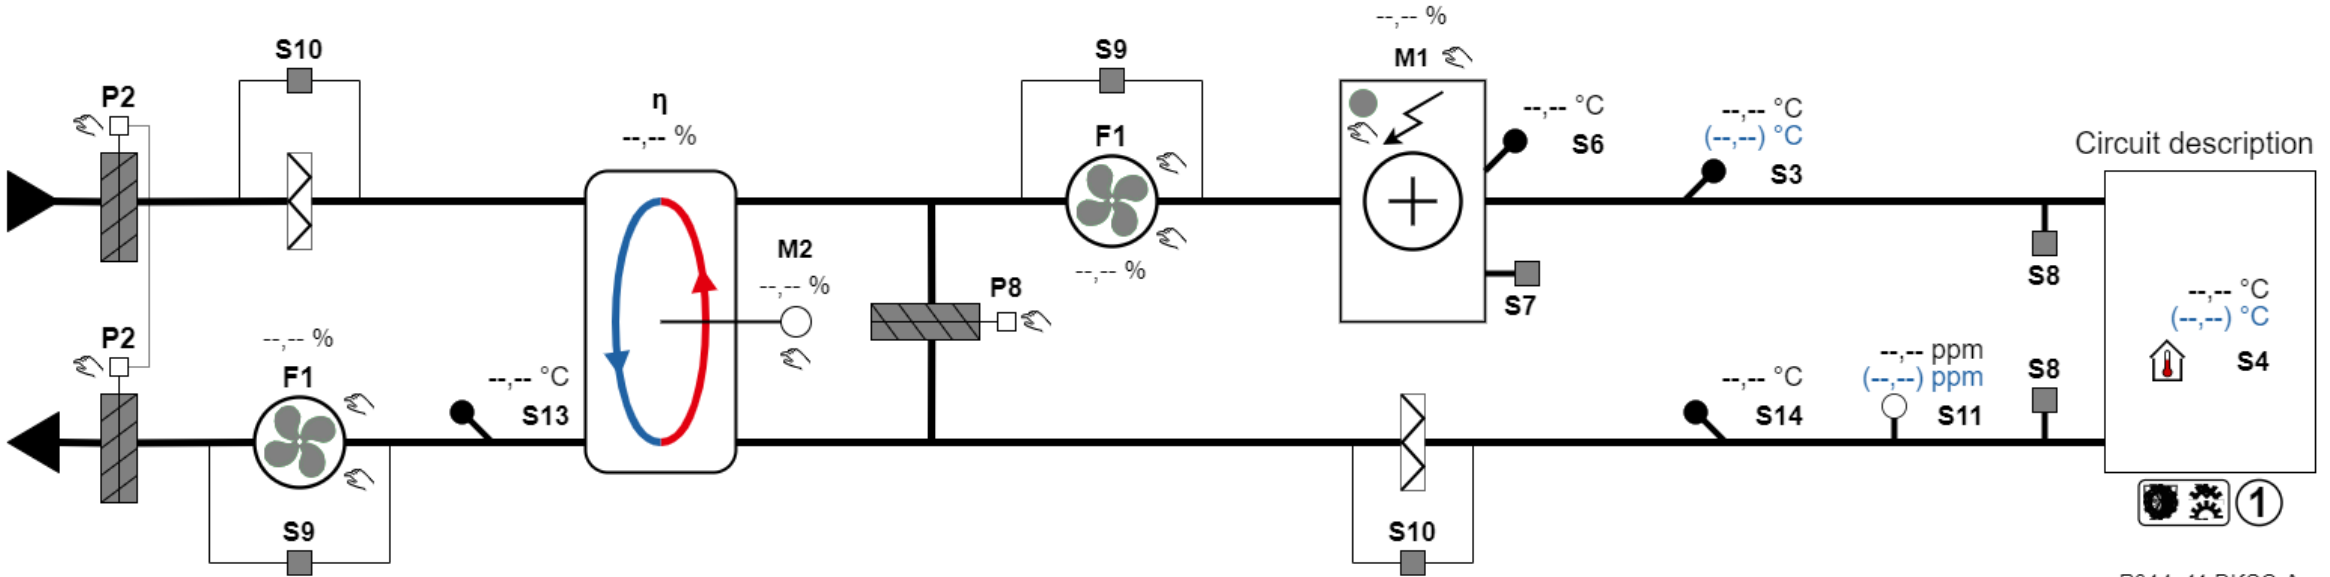 --,-- %
S10
S9
M1
P2
η
--,-- %
F1
--,-- °C
S6
--,-- °C
(--,--) °C
S3
Circuit description
M2
--,-- %
--,-- %
P8
S7
S8
--,-- °C
(--,--) °C
S4
P2
--,-- %
F1
--,-- °C
S13
--,-- °C
S14
--,-- ppm
(--,--) ppm
S11
S8
S9
S10
1